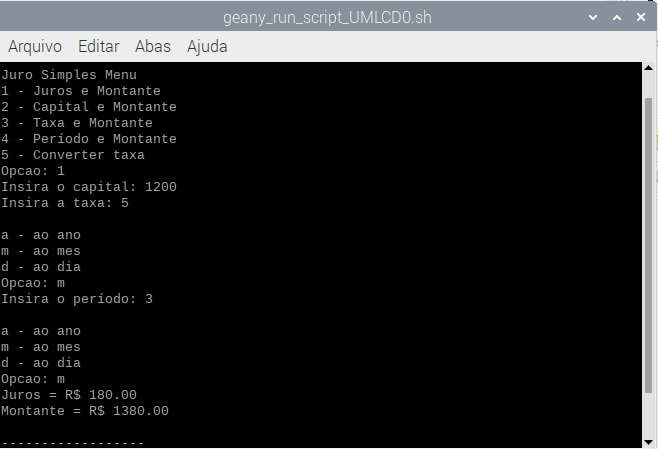 geany_run_script_UMLCD0.sh
Arquivo Editar Abas Ajuda
Juro Simples Menu
1 - Juros e Montante
2 - Capital e Montante
3 - Taxa e Montante
4 - Período e Montante
5 - Converter taxa
Opcao: 1
Insira o capital: 1200
Insira a taxa: 5

a - ao ano
m - ao mes
d - ao dia
Opcao: m
Insira o período: 3

a - ao ano
m - ao mes
d - ao dia
Opcao: m
Juros = R$ 180.00
Montante = R$ 1380.00

------------------